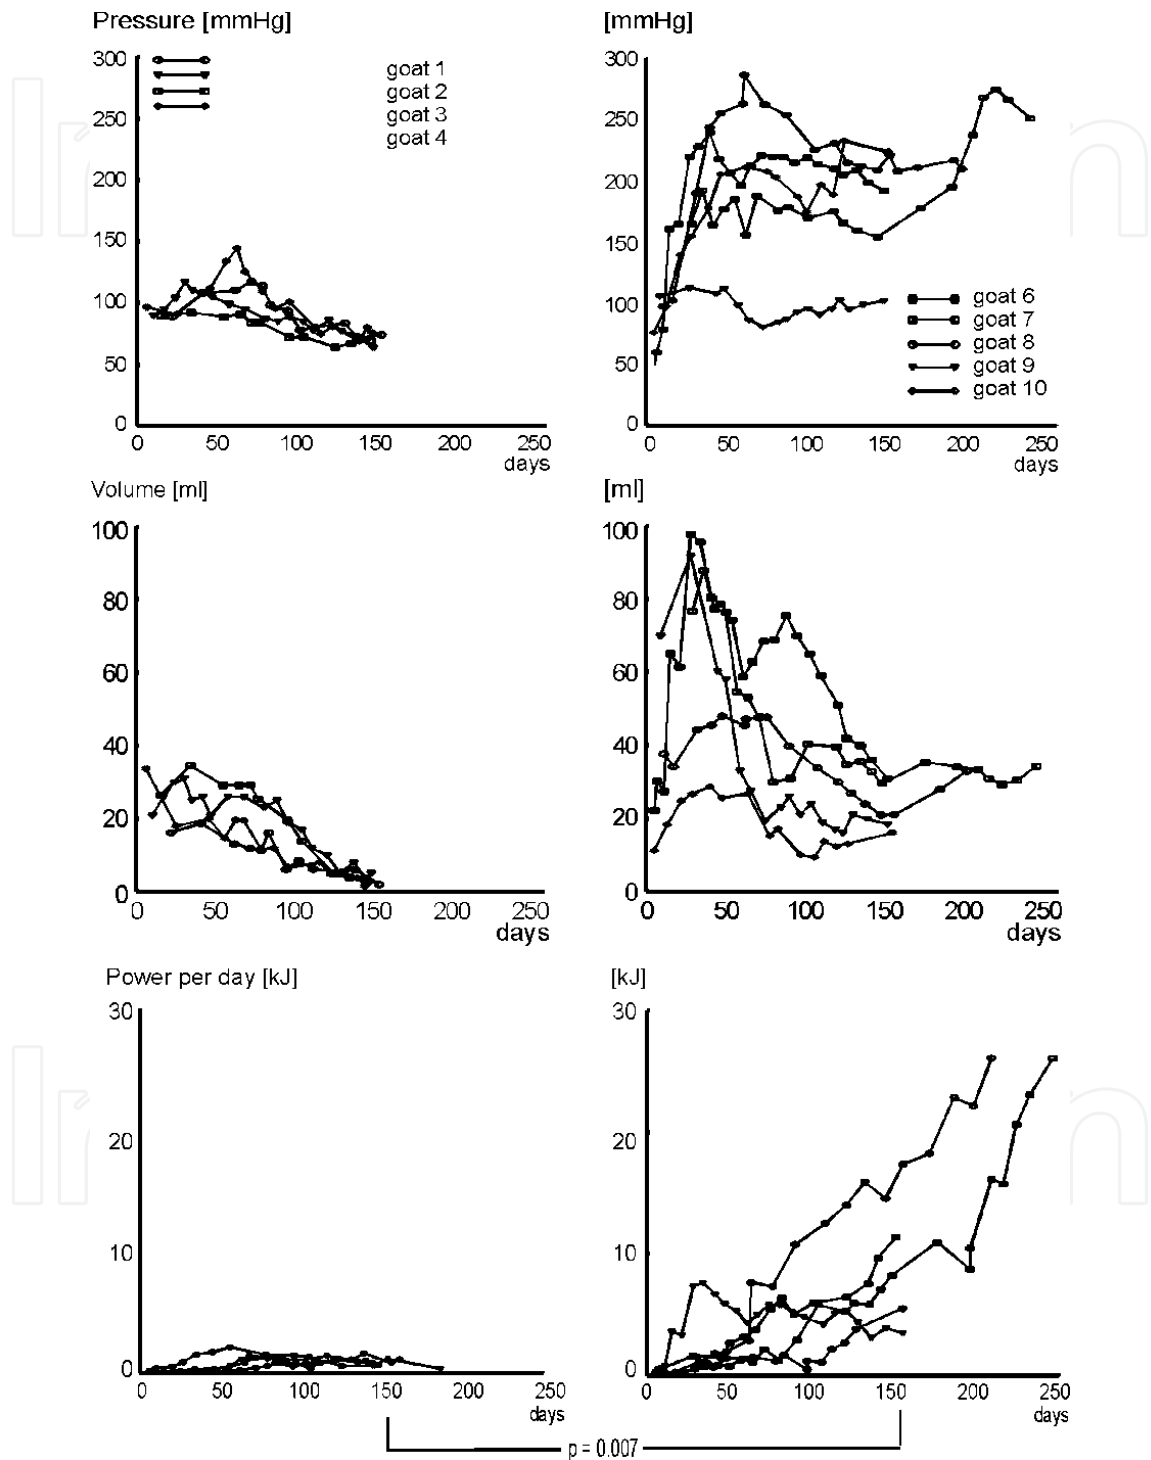 Pressure [mmHg]
300
250
200
150
100
50
0
goat 1
goat 2
goat 3
goat 4
0 50 100 150 200 250
days
[mmHg]
300
250
200
150
100
50
0
goat 6
goat 7
goat 8
goat 9
goat 10
0 50 100 150 200 250
days
Volume [ml]
100
80
60
40
20
0
0 50 100 150 200 250
days
[ml]
100
80
60
40
20
0
0 50 100 150 200 250
days
Power per day [kJ]
30
20
10
0
0 50 100 150 200 250
days
[kJ]
30
20
10
0
0 50 100 150 200 250
days
p = 0.007